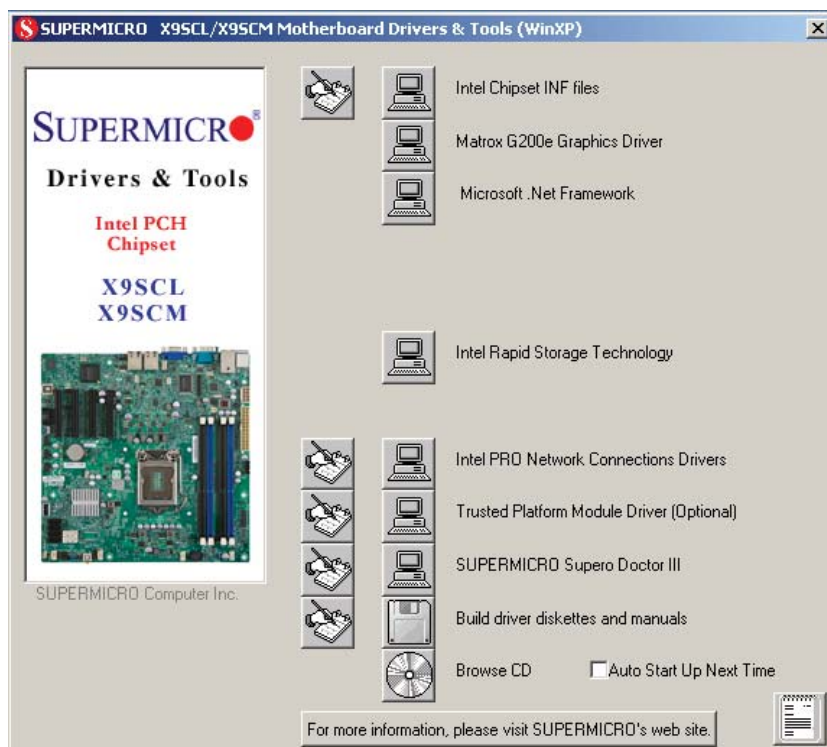 SUPERMICRO X9SCL/X9SCM Motherboard Drivers & Tools (WinXP)
SUPERMICRO®
Drivers & Tools
Intel PCH
Chipset
X9SCL
X9SCM
SUPERMICRO Computer Inc.
Intel Chipset INF files
Matrox G200e Graphics Driver
Microsoft .Net Framework
Intel Rapid Storage Technology
Intel PRO Network Connections Drivers
Trusted Platform Module Driver (Optional)
SUPERMICRO Supero Doctor III
Build driver diskettes and manuals
Browse CD
Auto Start Up Next Time
For more information, please visit SUPERMICRO's web site.